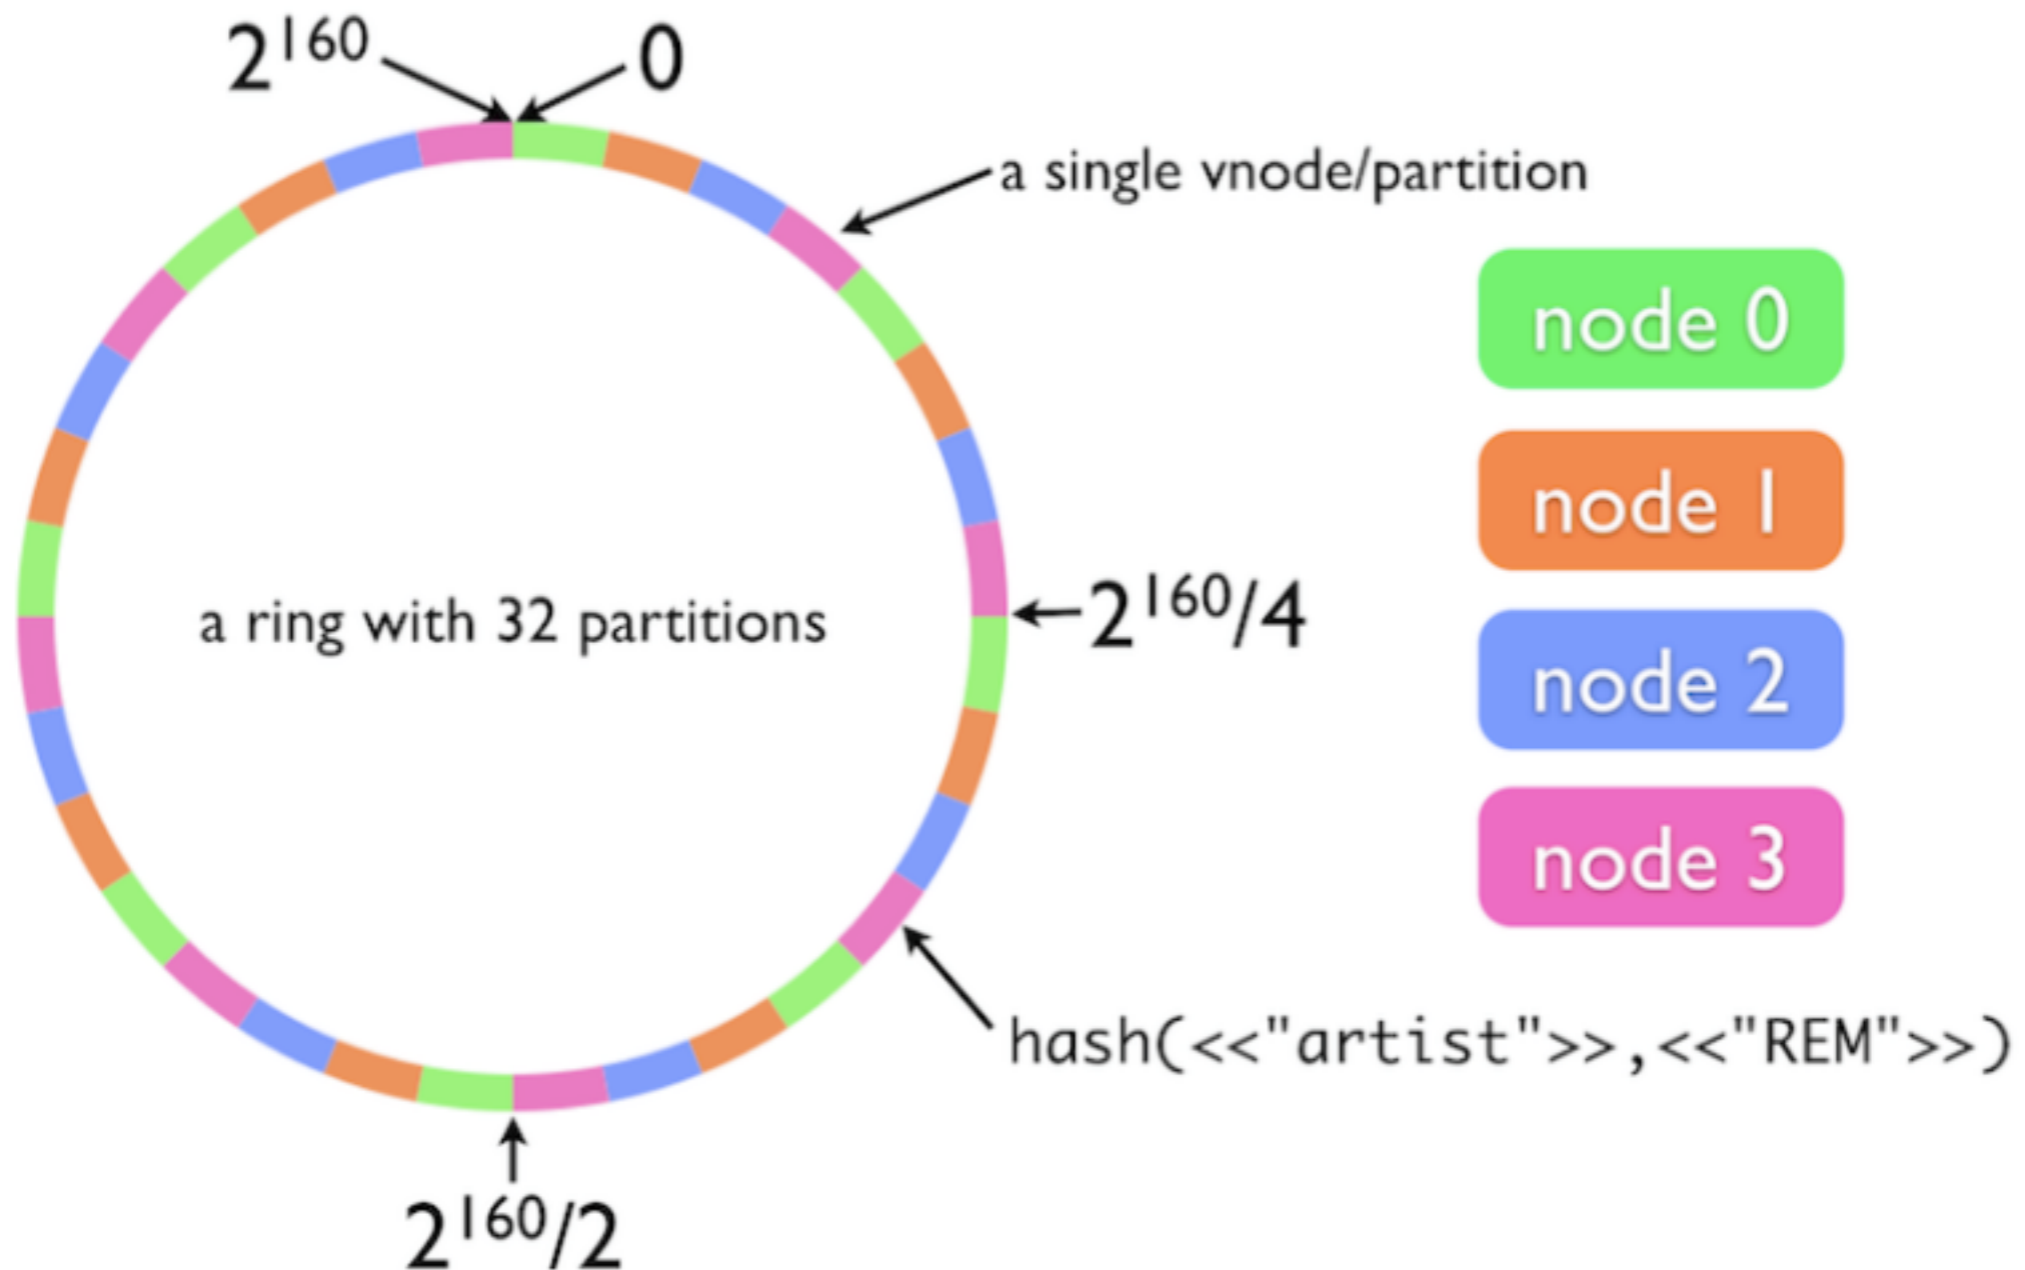 2^160
0
a single vnode/partition
node 0
node 1
2^160/4
a ring with 32 partitions
node 2
node 3
hash(<<"artist">>,<<"REM">>)
2^160/2